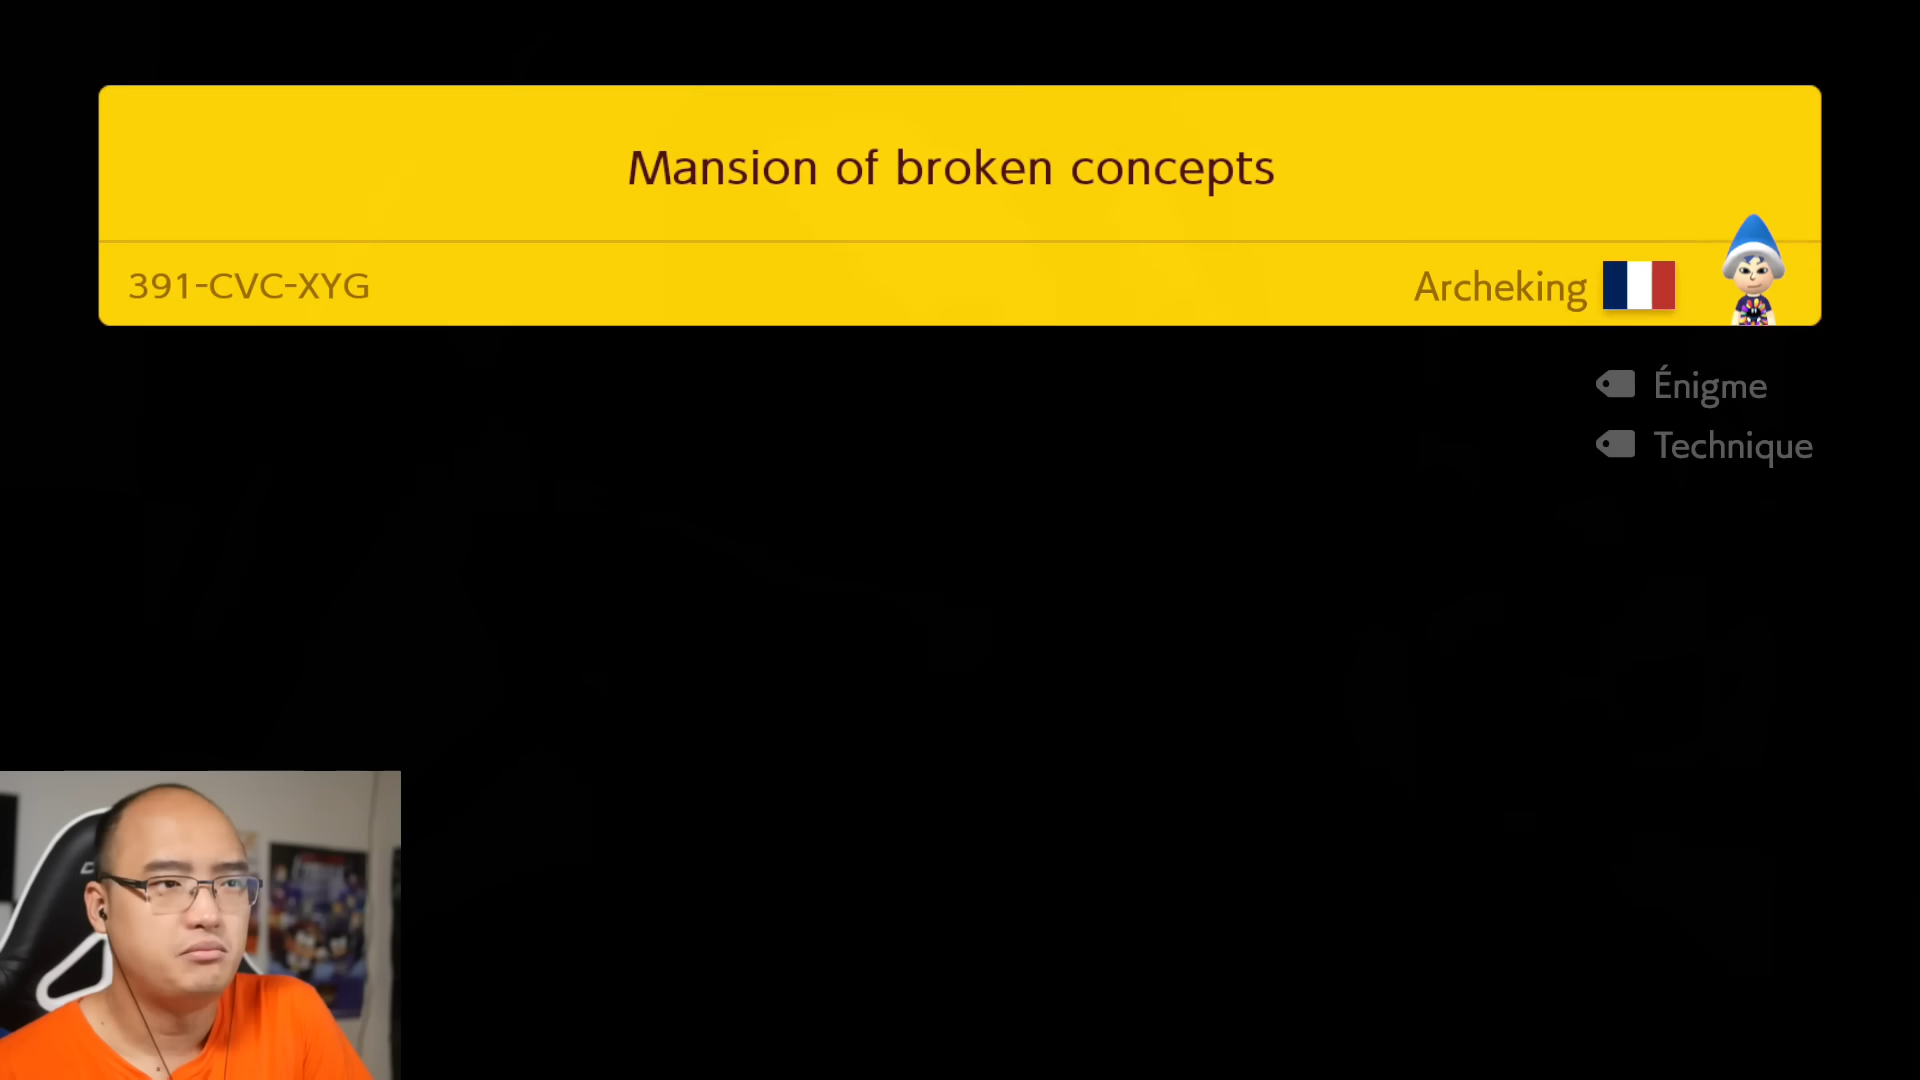 Mansion of broken concepts
391-CVC-XYG
Archeking
Énigme
Technique